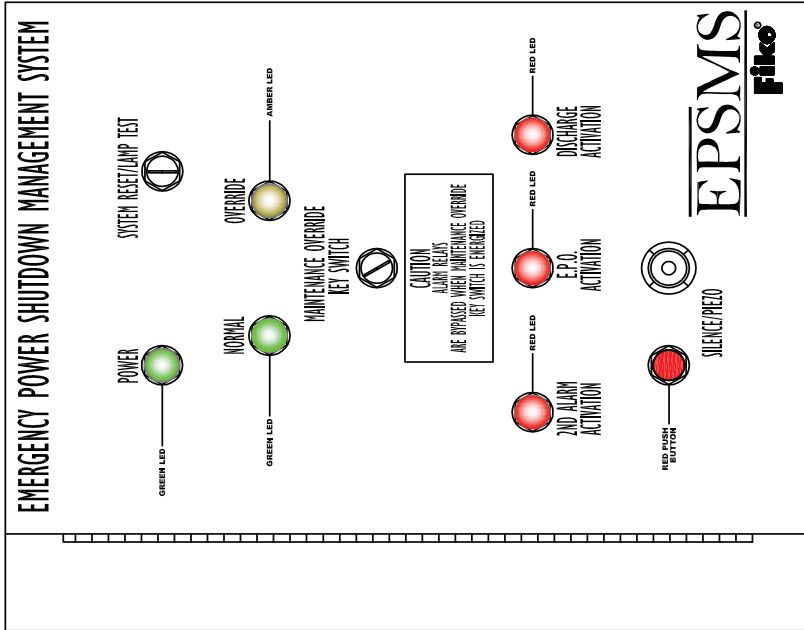 EMERGENCY POWER SHUTDOWN MANAGEMENT SYSTEM
POWER
SYSTEM RESET/LAMP TEST
GREEN LED
NORMAL
OVERRIDE
GREEN LED
AMBER LED
MAINTENANCE OVERRIDE
KEY SWITCH
CAUTION
ALARM RELAYS
ARE BYPASSED WHEN MAINTENANCE OVERRIDE
KEY SWITCH IS ENERGIZED
RED LED
RED LED
RED LED
2ND ALARM
ACTIVATION
E.P.O.
ACTIVATION
DISCHARGE
ACTIVATION
RED PUSH
BUTTON
SILENCE/PIEZO
EPSMS
Fike®